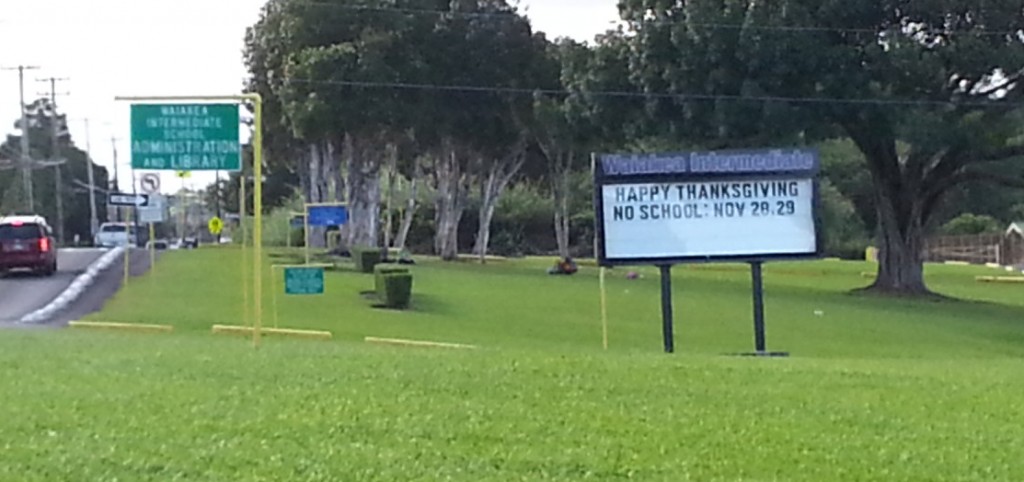 WAIAKEA
INTERMEDIATE
SCHOOL
ADMINISTRATION
AND LIBRARY
Waiakea Intermediate
HAPPY THANKSGIVING
NO SCHOOL: NOV 28,29